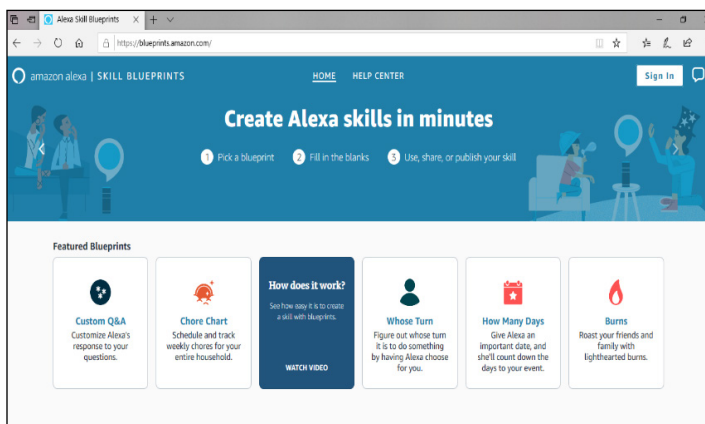 Alexa Skill Blueprints
https://blueprints.amazon.com/
amazon alexa | SKILL BLUEPRINTS
HOME
HELP CENTER
Sign In
Create Alexa skills in minutes
1 Pick a blueprint
2 Fill in the blanks
3 Use, share, or publish your skill
Featured Blueprints
Custom Q&A
Customize Alexa's
response to your
questions.
Chore Chart
Schedule and track
weekly chores for your
entire household.
How does it work?
See how easy it is to create
a skill with blueprints.
WATCH VIDEO
Whose Turn
Figure out whose turn
it is to do something
by having Alexa choose
for you.
How Many Days
Give Alexa an
important date, and
she'll count down the
days to your event.
Burns
Roast your friends and
family with
lighthearted burns.